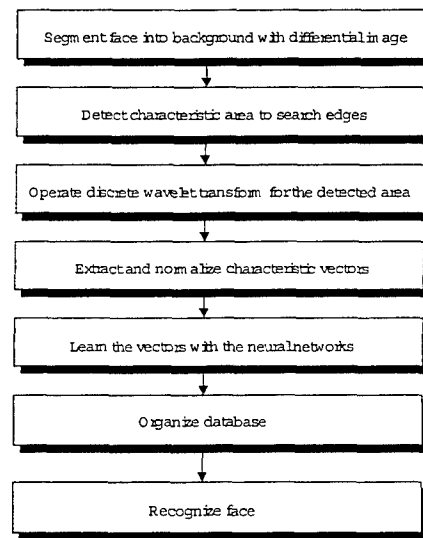 Segment face into background with differential image
Detect characteristic area to search edges
Operate discrete wavelet transform for the detected area
Extract and normalize characteristic vectors
Learn the vectors with the neural networks
Organize database
Recognize face